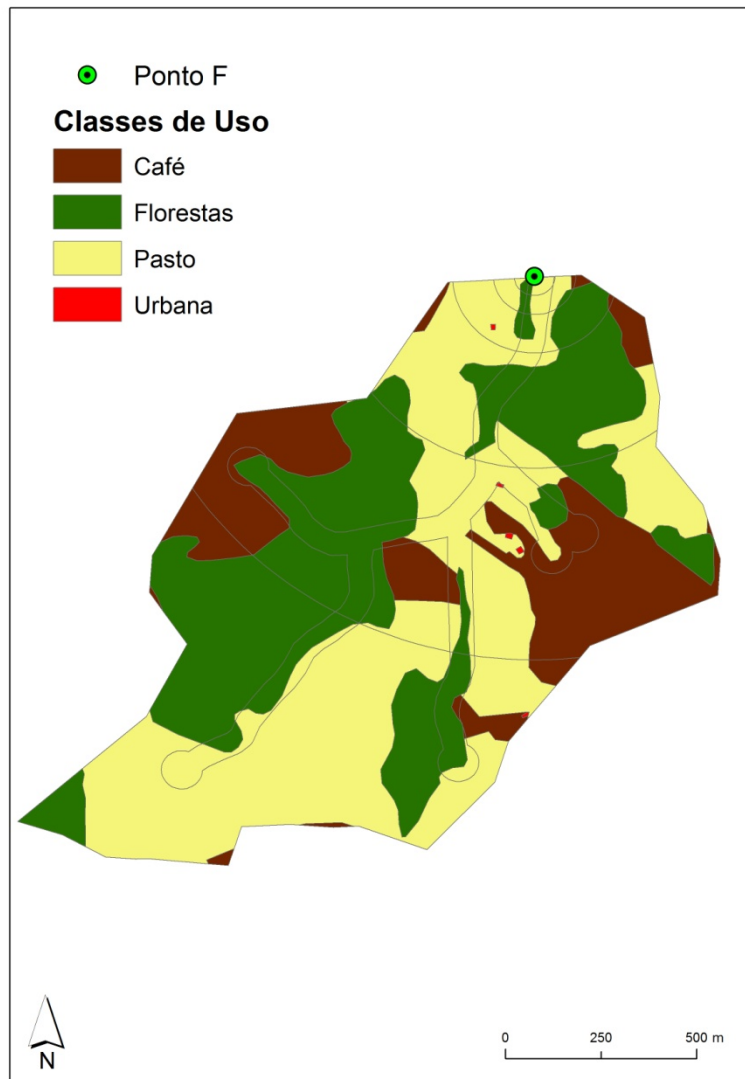 Ponto F
Classes de Uso
Café
Florestas
Pasto
Urbana
N
0 250 500 m